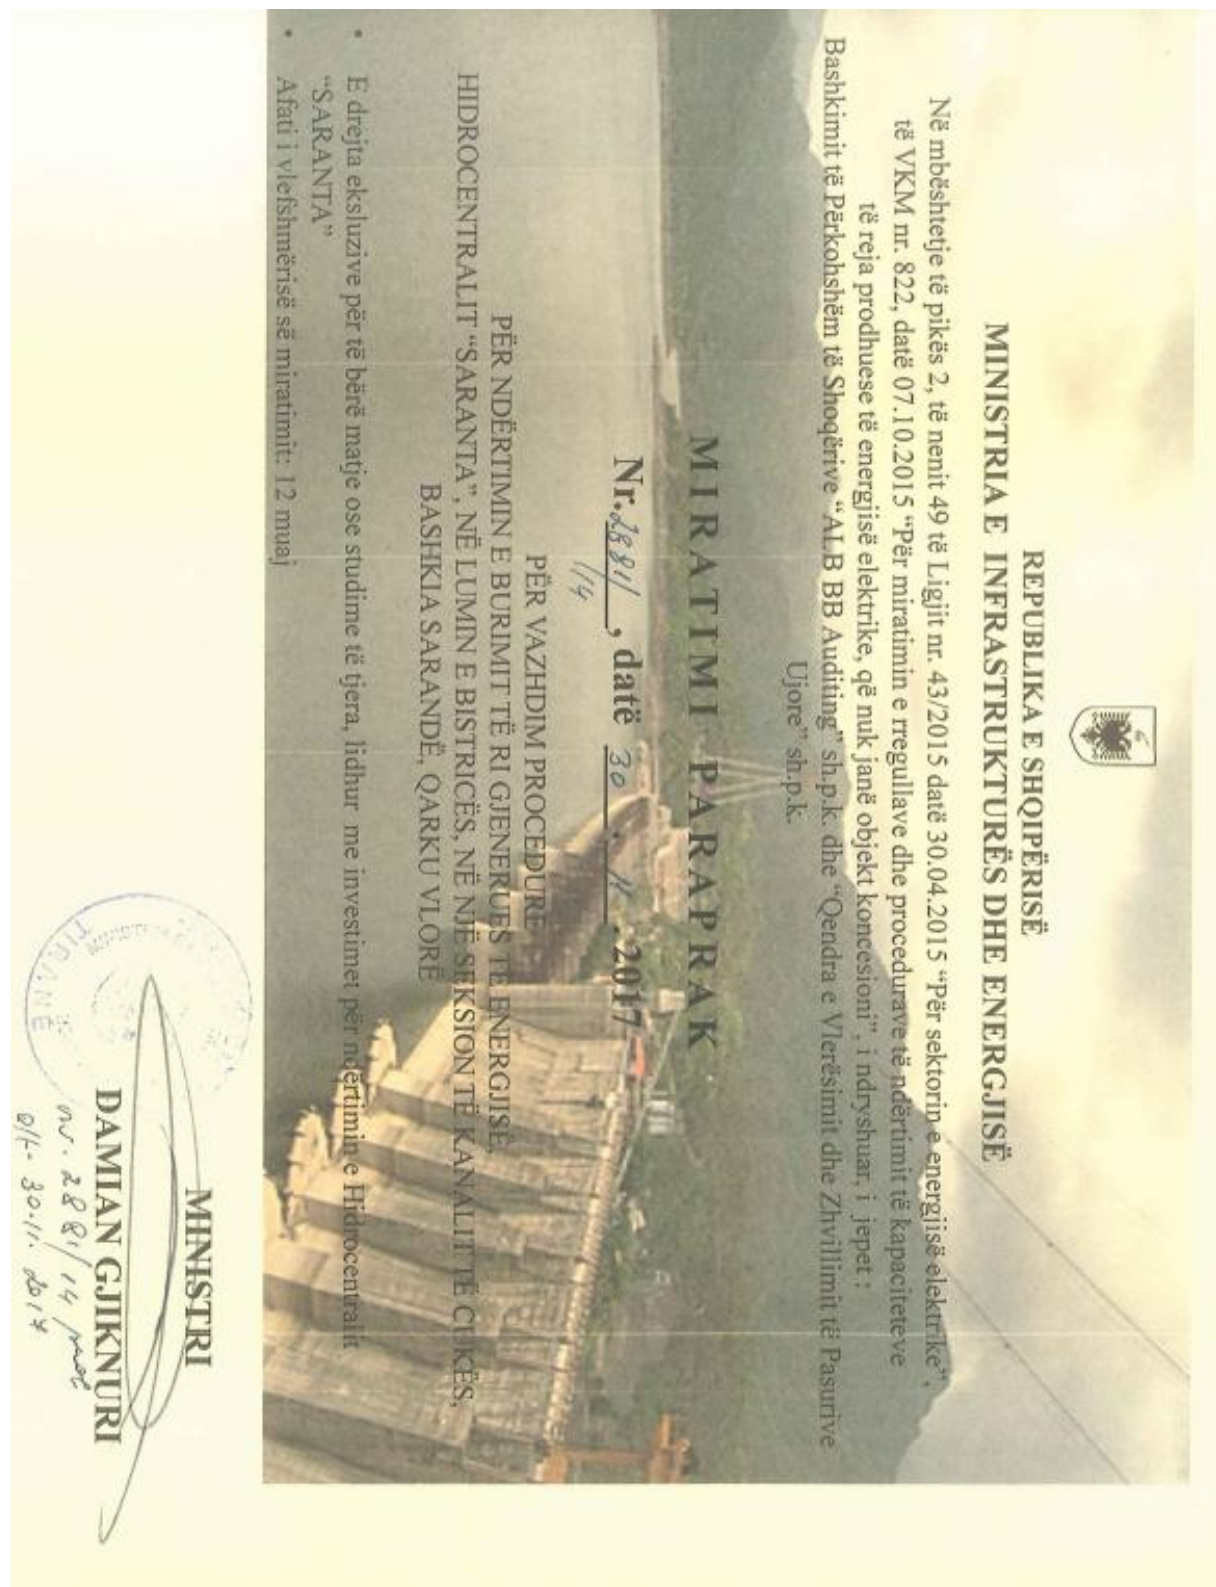 REPUBLIKA E SHQIPËRISË
MINISTRIA E INFRASTRUKTURËS DHE ENERGJISË
Në mbështetje të pikës 2, të nenit 49 të Ligjit nr. 43/2015 datë 30.04.2015 “Për sektorin e energjisë elektrike”,
të VKM nr. 822, datë 07.10.2015 “Për miratimin e rregullave dhe procedurave të ndërtimit të kapaciteteve
të reja prodhuese të energjisë elektrike, që nuk janë objekt koncesioni”, i ndryshuar, i jepet :
Bashkimit të Përkohshëm të Shoqërive “ALB BB Auditing” sh.p.k. dhe “Qendra e Vlerësimit dhe Zhvillimit të Pasurive
Ujore” sh.p.k.
MIRATIMI PARAPRAK
Nr. 2881/ , datë 30 . 11 .2017
/14
PËR VAZHDIM PROCEDURE
PËR NDËRTIMIN E BURIMIT TË RI GJENERUES TË ENERGJISË,
HIDROCENTRALIT “SARANTA”, NË LUMIN E BISTRICËS, NË NJË SEKSION TË KANALIT TË ÇUKËS,
BASHKIA SARANDË, QARKU VLORË
• E drejta eksluzive për të bërë matje ose studime të tjera, lidhur me investimet për ndërtimin e Hidrocentralit
“SARANTA”
• Afati i vlefshmërisë së miratimit: 12 muaj
MINISTRI
DAMIAN GJIKNURI
nr. 2881/14 prot
dt. 30.11.2017
TIRANË